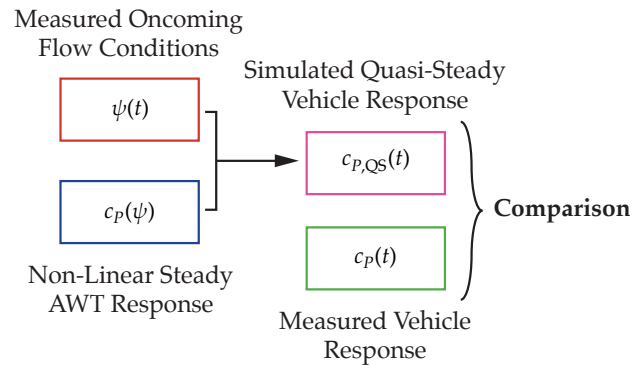 Measured Oncoming
Flow Conditions
ψ(t)
c_P(ψ)
Non-Linear Steady
AWT Response
Simulated Quasi-Steady
Vehicle Response
c_{P,QS}(t)
c_P(t)
Measured Vehicle
Response
Comparison